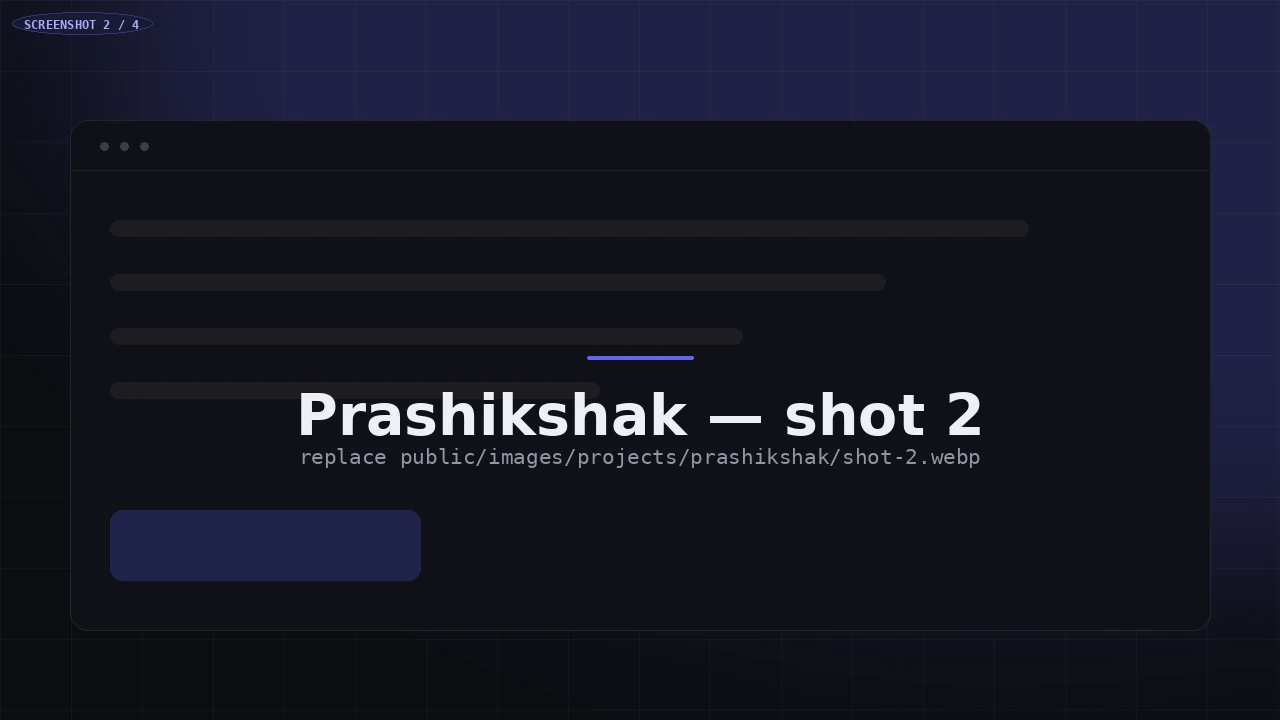 SCREENSHOT 2 / 4
Prashikshak — shot 2
replace public/images/projects/prashikshak/shot-2.webp